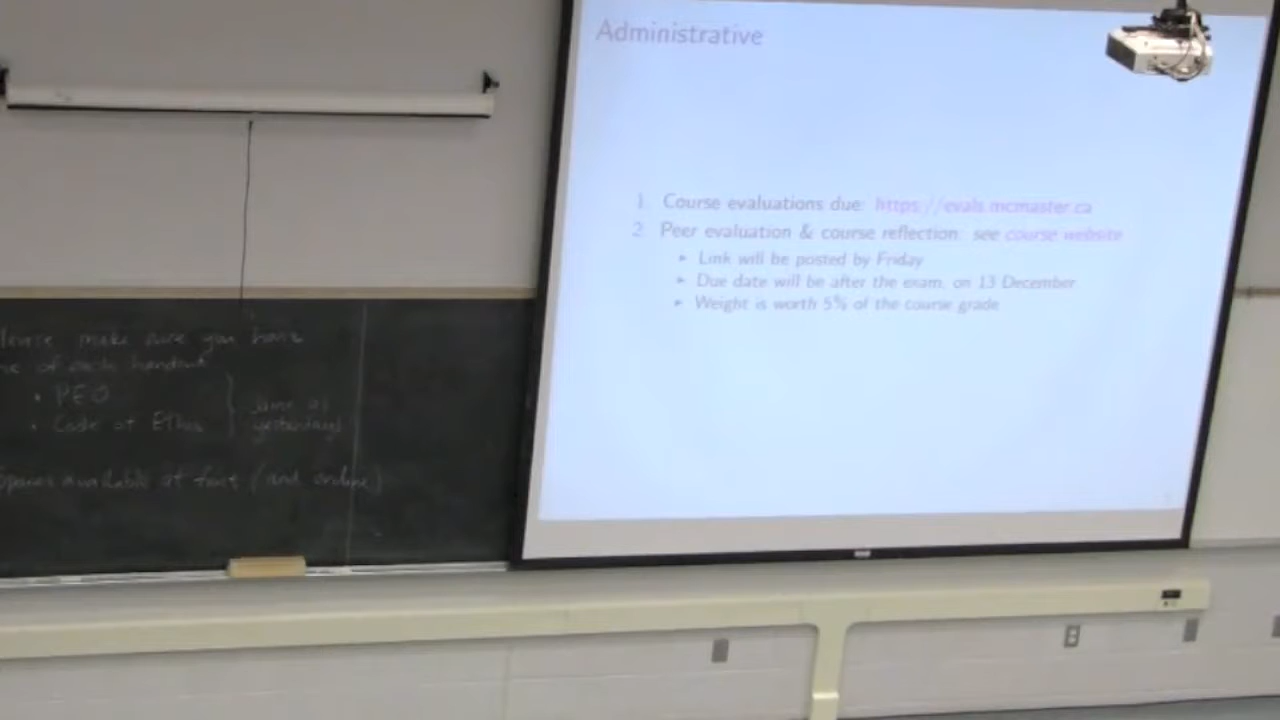 Administrative
1. Course evaluations due: https://evals.mcmaster.ca
2. Peer evaluation & course reflection: see course website
▸ Link will be posted by Friday
▸ Due date will be after the exam, on 13 December
▸ Weight is worth 5% of the course grade
make sure you have
of each handout
• PEO
• Code of Ethics
same as
yesterday
Spares available at front (and online)